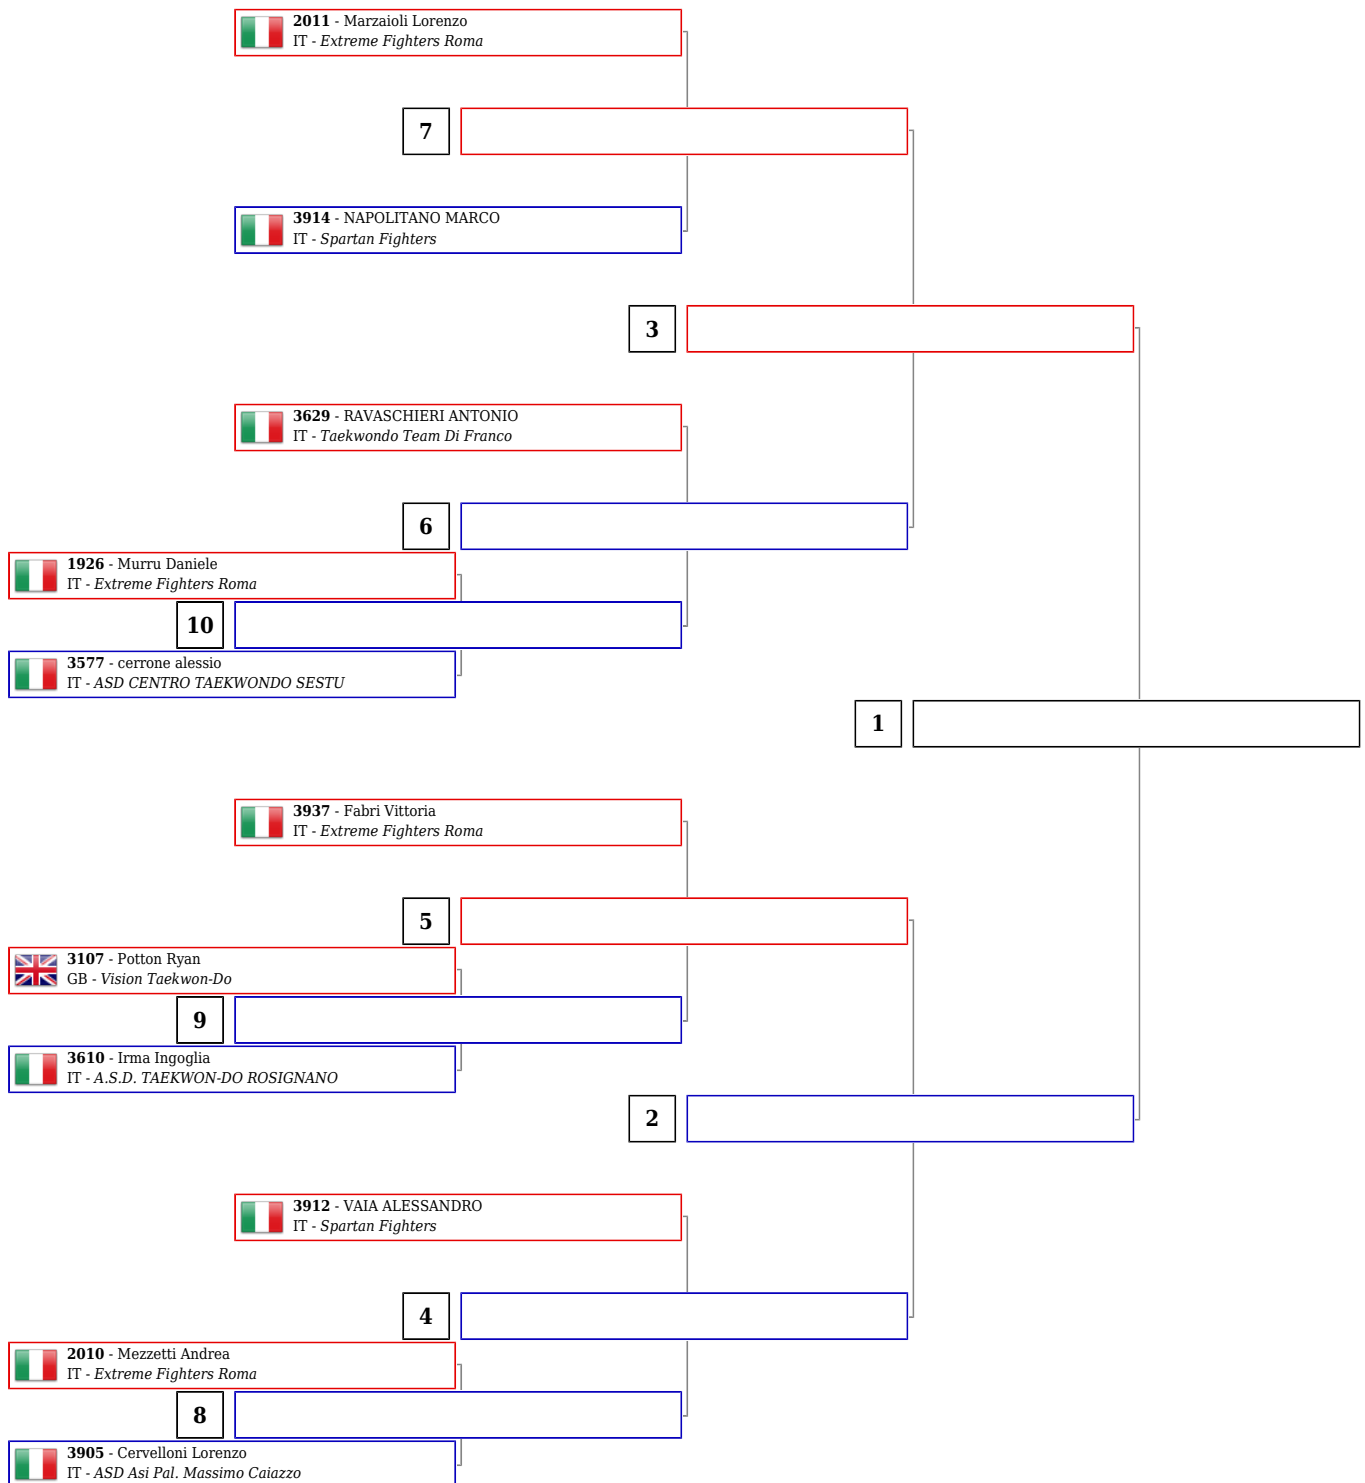 2011 - Marzaioli Lorenzo
IT - Extreme Fighters Roma
7
3914 - NAPOLITANO MARCO
IT - Spartan Fighters
3
3629 - RAVASCHIERI ANTONIO
IT - Taekwondo Team Di Franco
6
1926 - Murru Daniele
IT - Extreme Fighters Roma
10
3577 - cerrone alessio
IT - ASD CENTRO TAEKWONDO SESTU
1
3937 - Fabri Vittoria
IT - Extreme Fighters Roma
5
3107 - Potton Ryan
GB - Vision Taekwon-Do
9
3610 - Irma Ingoglia
IT - A.S.D. TAEKWON-DO ROSIGNANO
2
3912 - VAIA ALESSANDRO
IT - Spartan Fighters
4
2010 - Mezzetti Andrea
IT - Extreme Fighters Roma
8
3905 - Cervelloni Lorenzo
IT - ASD Asi Pal. Massimo Caiazzo